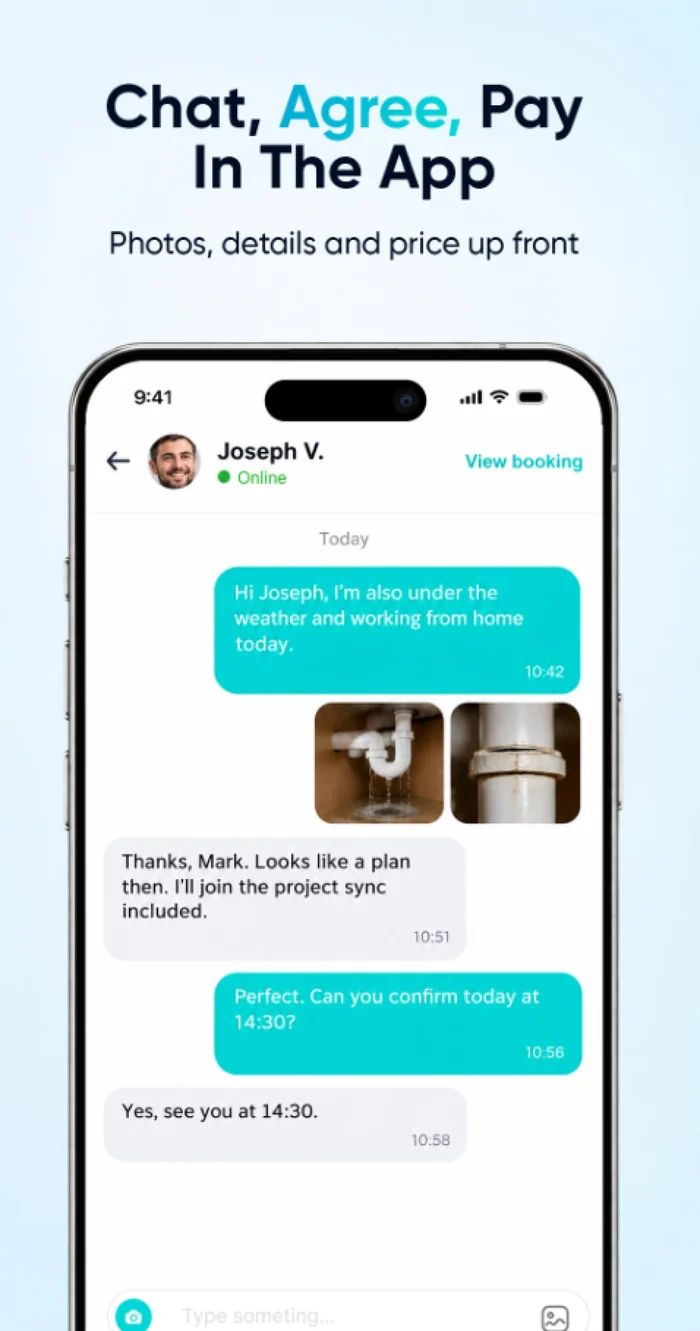 Chat, Agree, Pay
In The App
Photos, details and price up front
9:41
Joseph V.
Online
View booking
Today
Hi Joseph, I'm also under the
weather and working from home
today.
10:42
Thanks, Mark. Looks like a plan
then. I'll join the project sync
included.
10:51
Perfect. Can you confirm today at
14:30?
10:56
Yes, see you at 14:30.
10:58
Type someting...